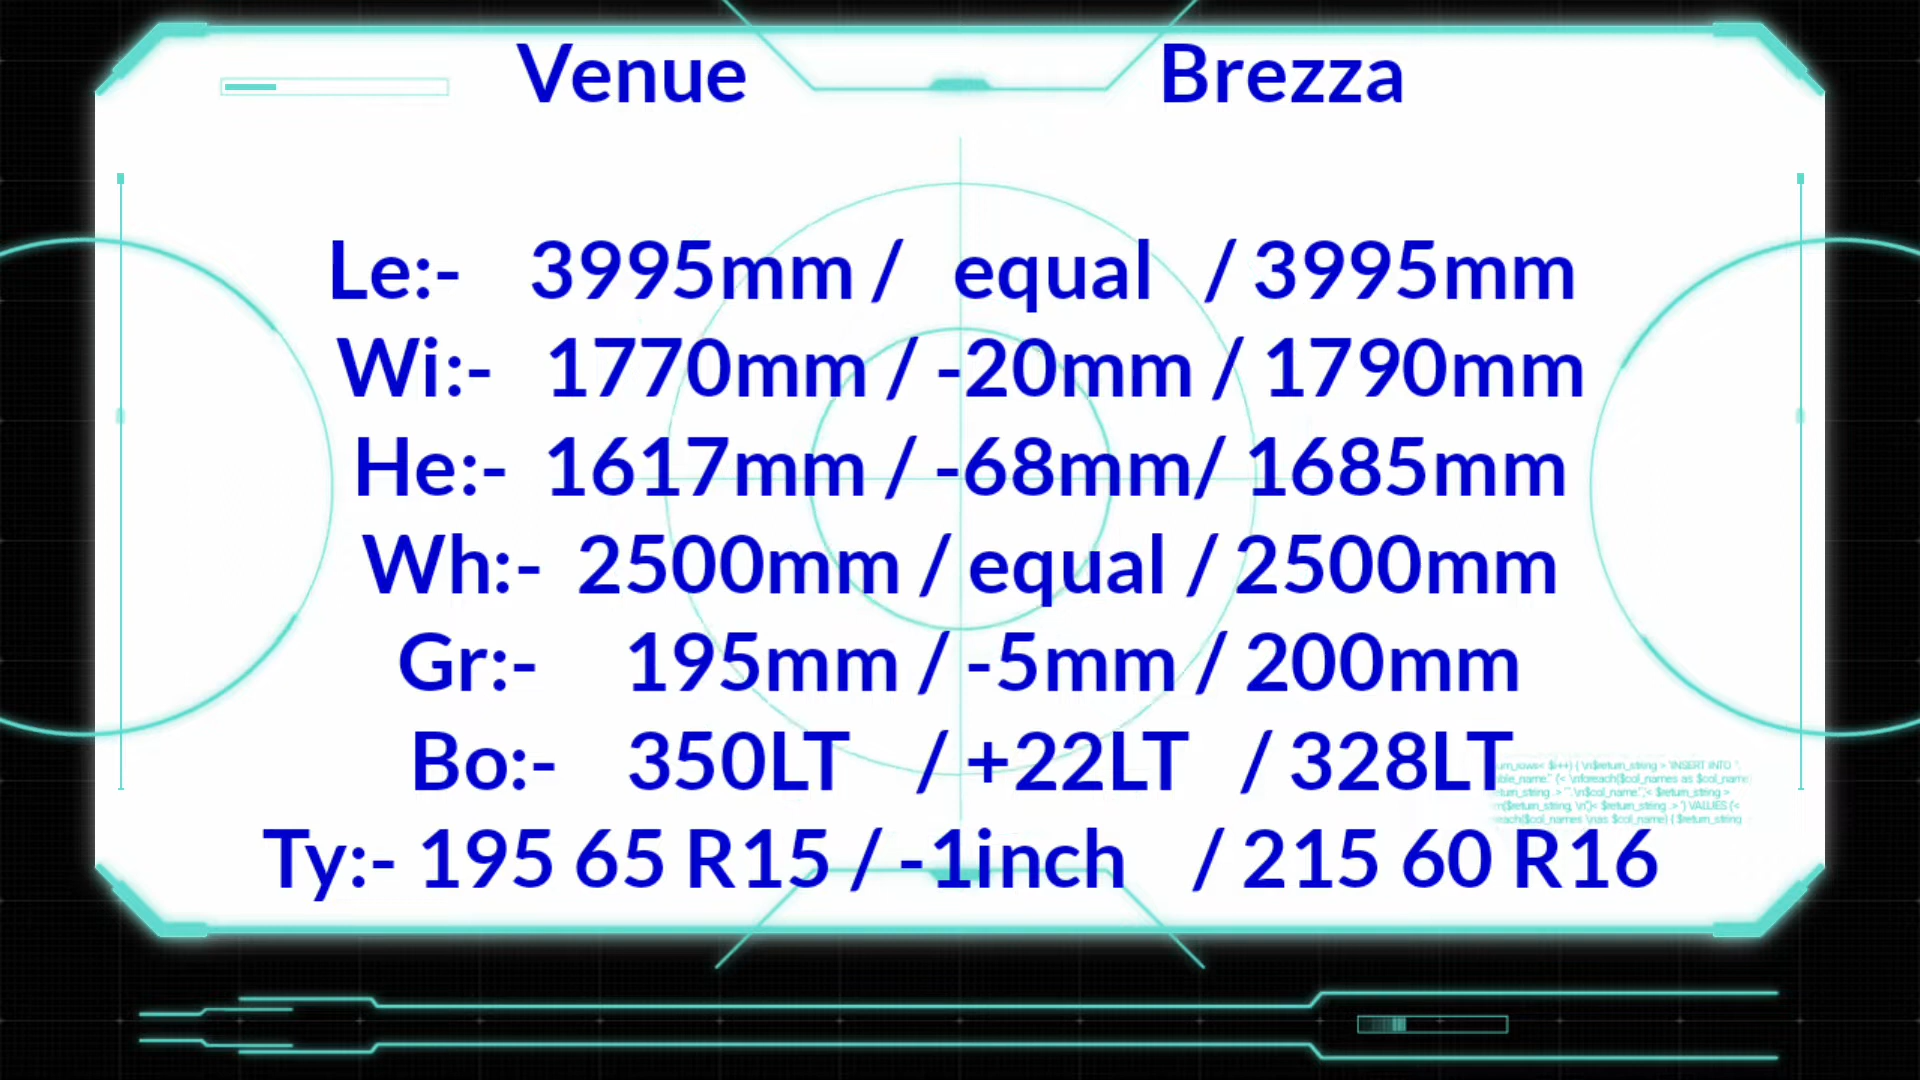 Venue Brezza
Le:- 3995mm / equal / 3995mm
Wi:- 1770mm / -20mm / 1790mm
He:- 1617mm / -68mm/ 1685mm
Wh:- 2500mm / equal / 2500mm
Gr:- 195mm / -5mm / 200mm
Bo:- 350LT / +22LT / 328LT
Ty:- 195 65 R15 / -1inch / 215 60 R16